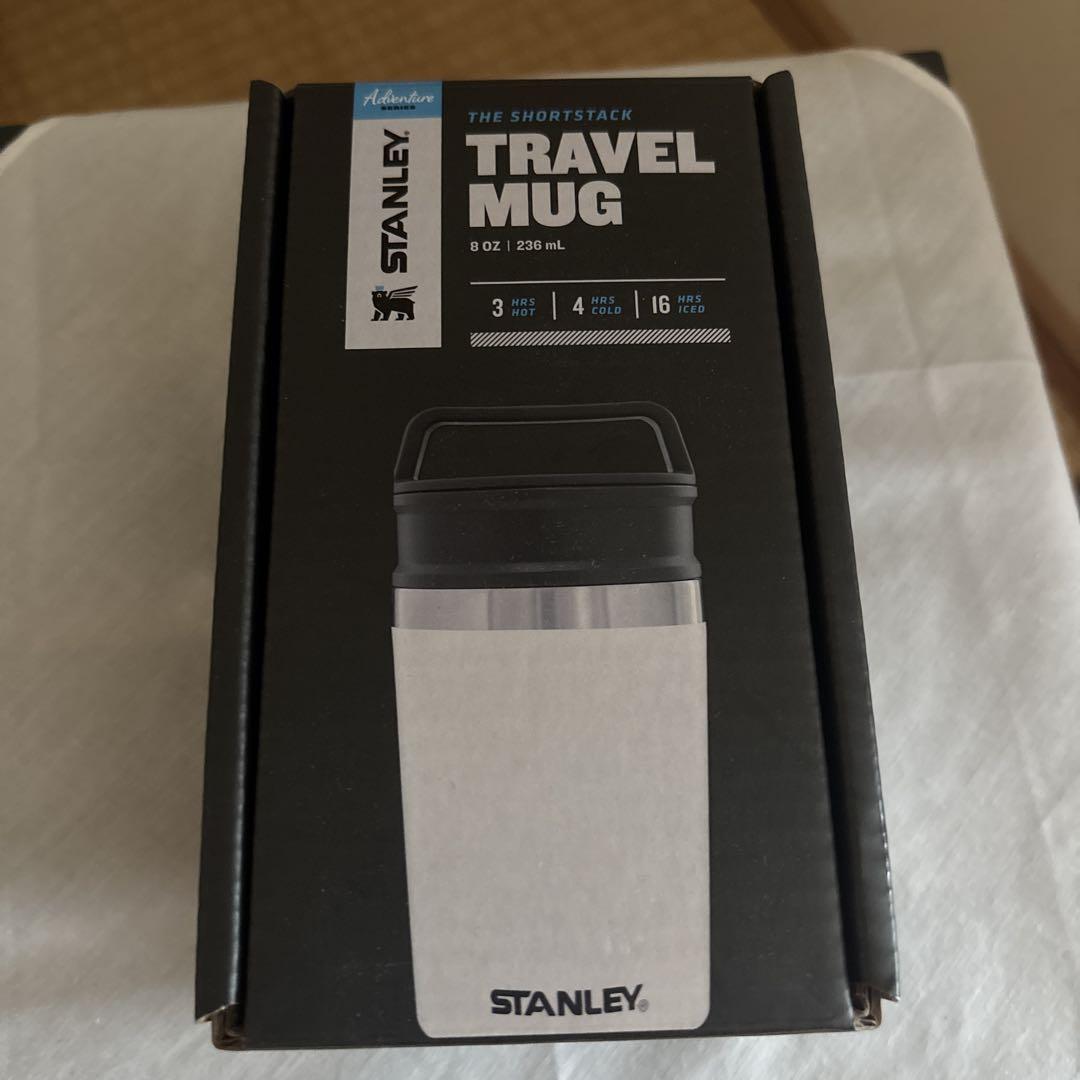 Adventure
SERIES
STANLEY®
THE SHORTSTACK
TRAVEL
MUG
8 OZ | 236 mL
3 HRS HOT | 4 HRS COLD | 16 HRS ICED
STANLEY®